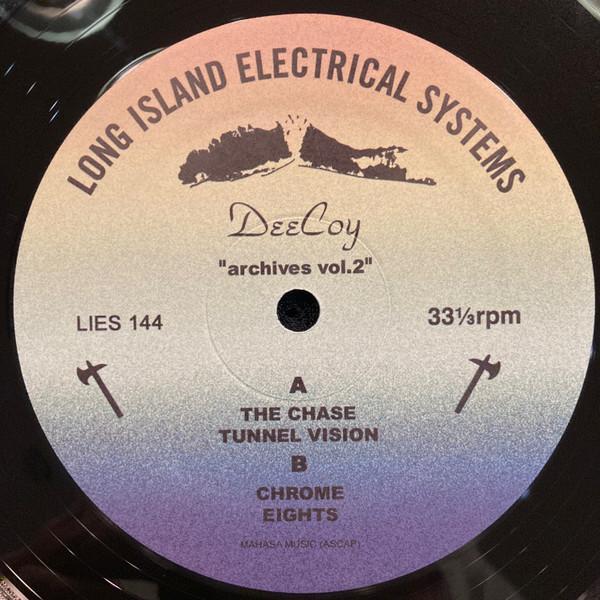 LONG ISLAND ELECTRICAL SYSTEMS
DeeCoy
"archives vol.2"
LIES 144
33⅓rpm
A
THE CHASE
TUNNEL VISION
B
CHROME
EIGHTS
MAHASA MUSIC (ASCAP)